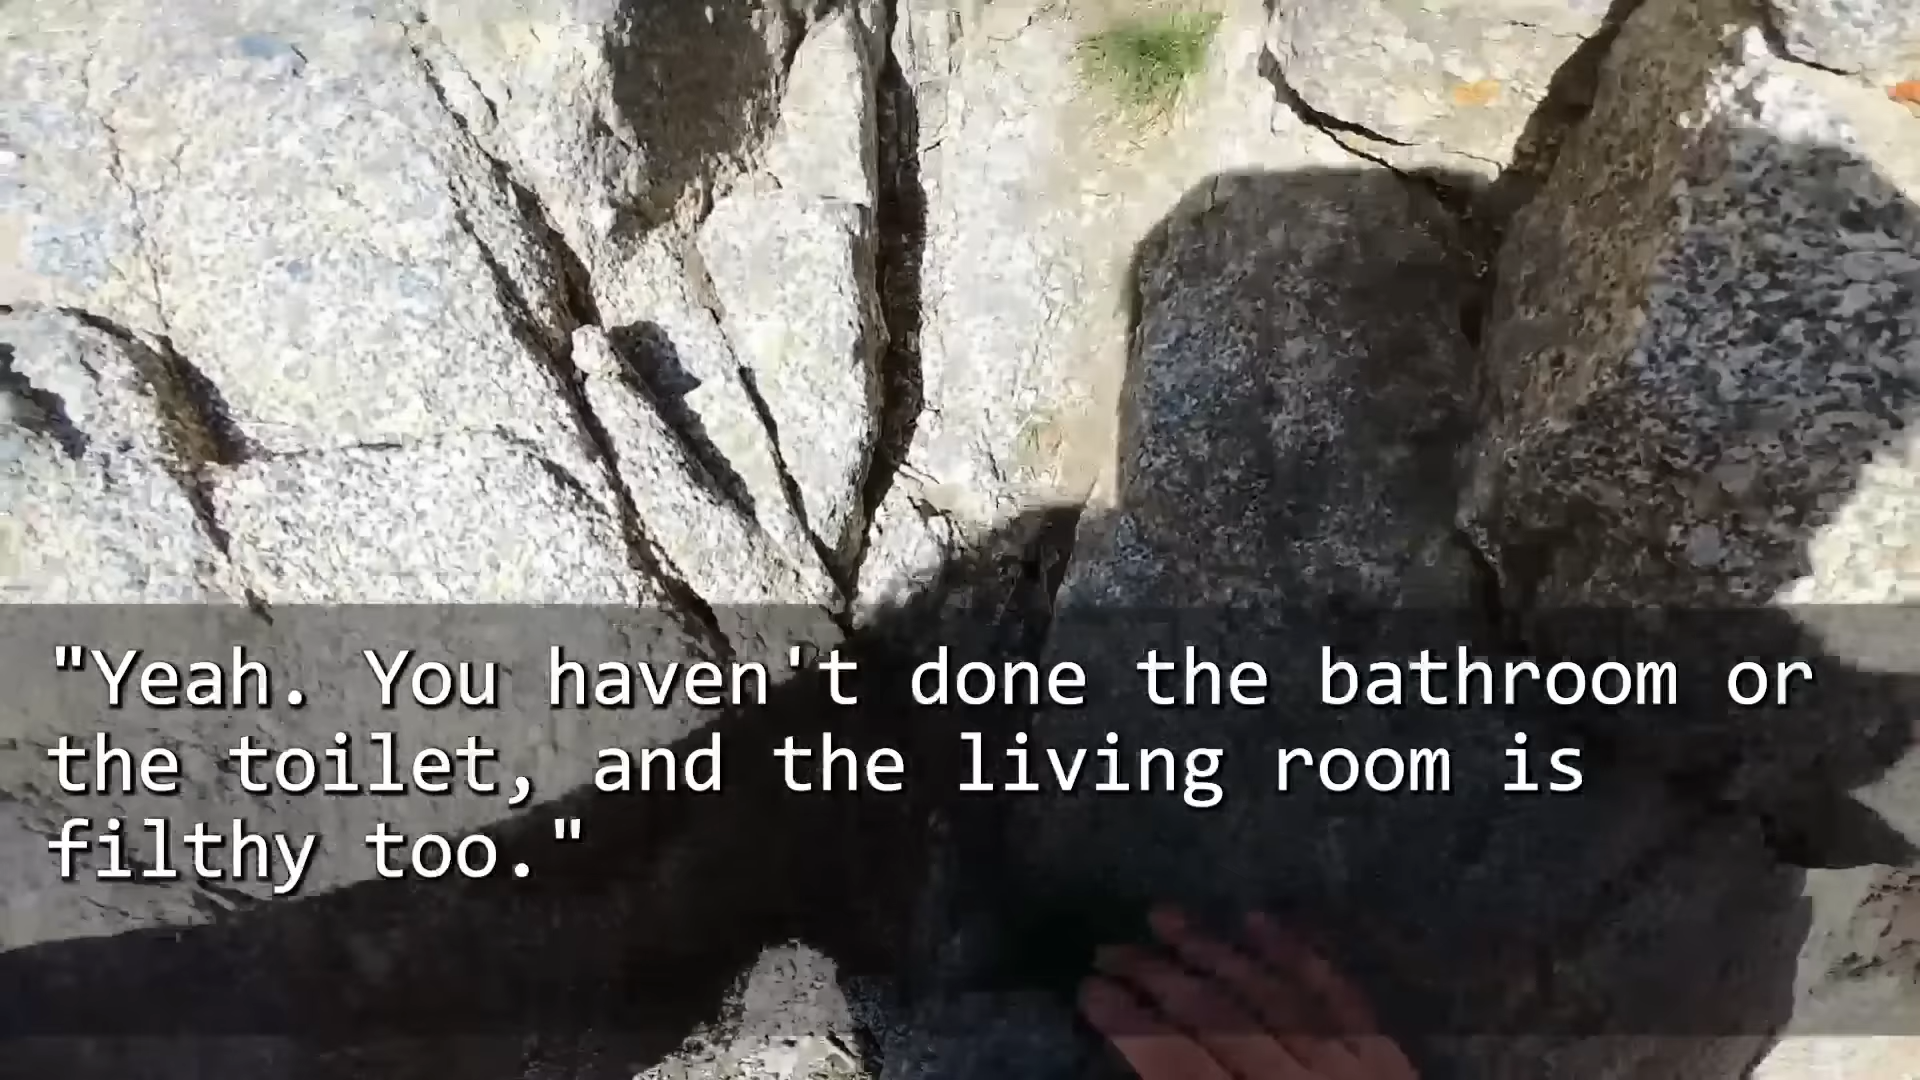 "Yeah. You haven't done the bathroom or
the toilet, and the living room is
filthy too."